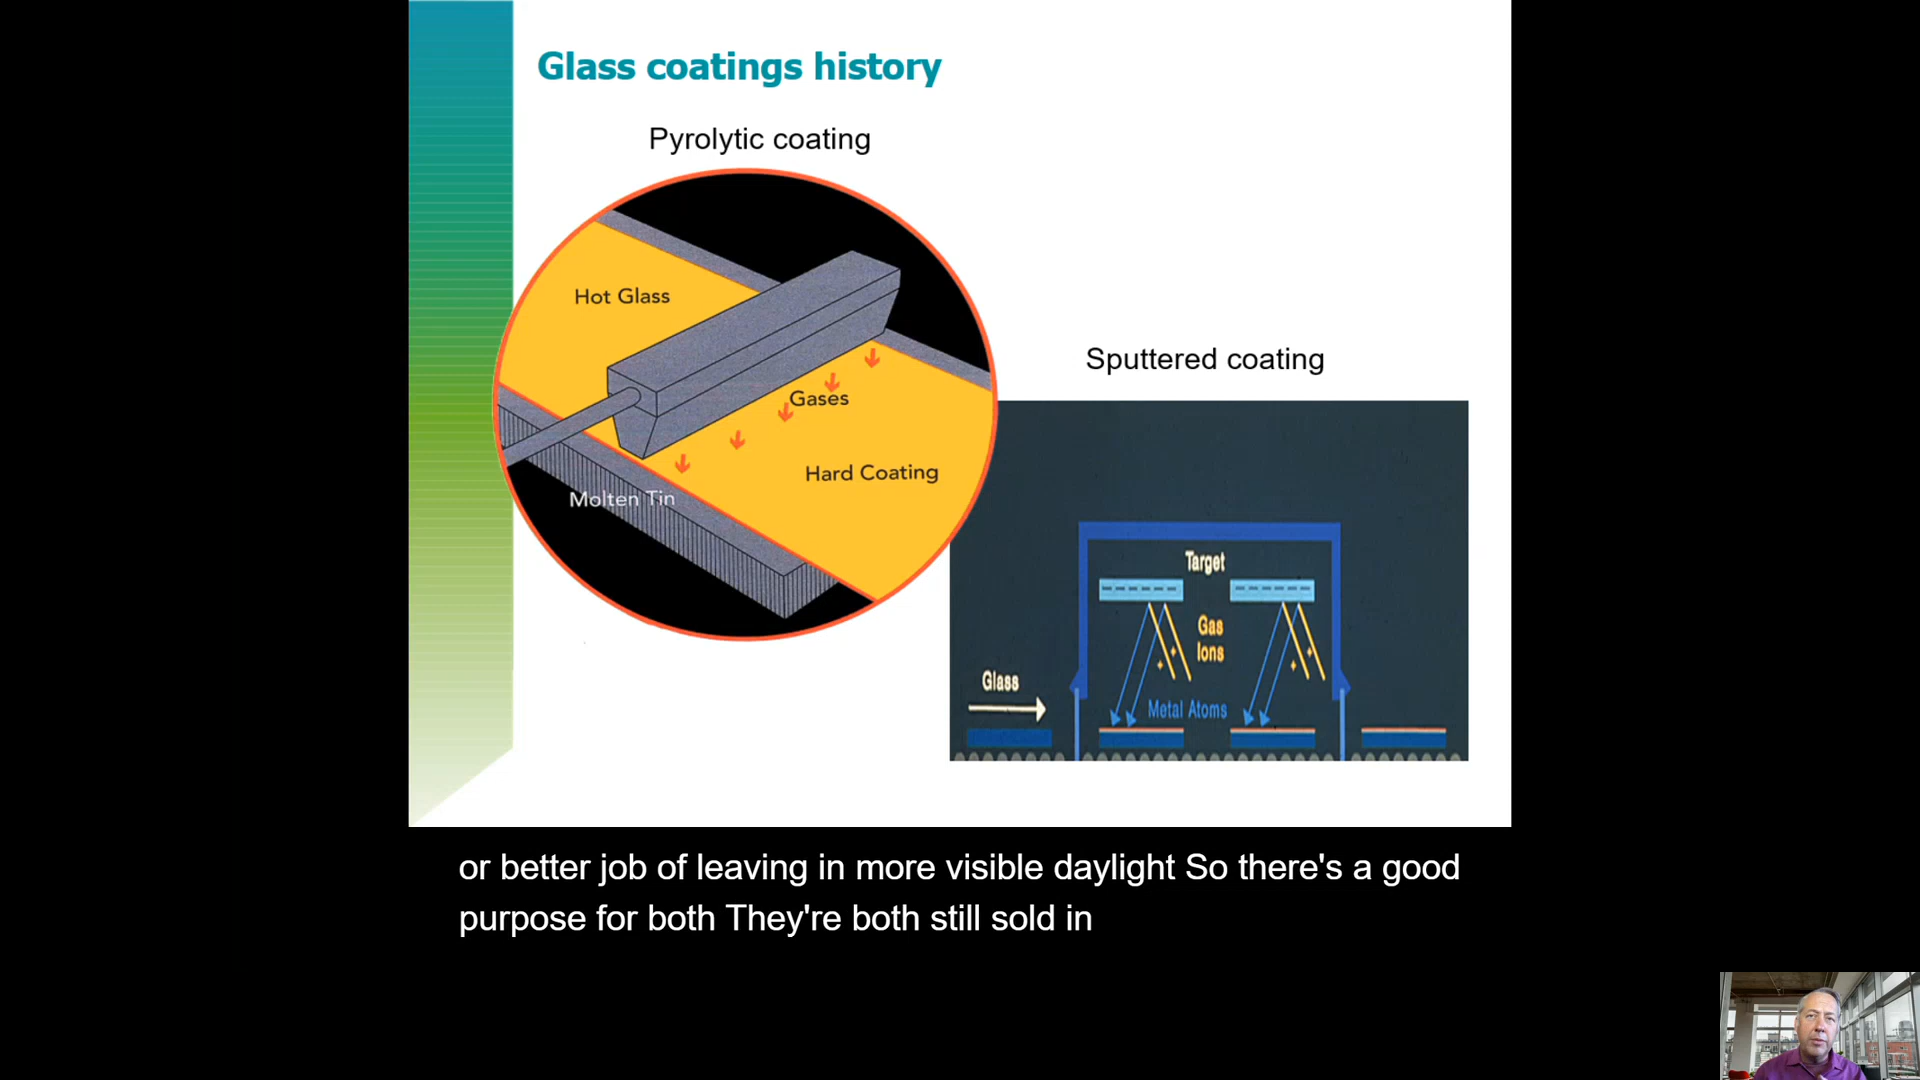 Glass coatings history
Pyrolytic coating
Hot Glass
Gases
Hard Coating
Molten Tin
Sputtered coating
Target
Gas
Ions
Glass
Metal Atoms
or better job of leaving in more visible daylight So there's a good
purpose for both They're both still sold in